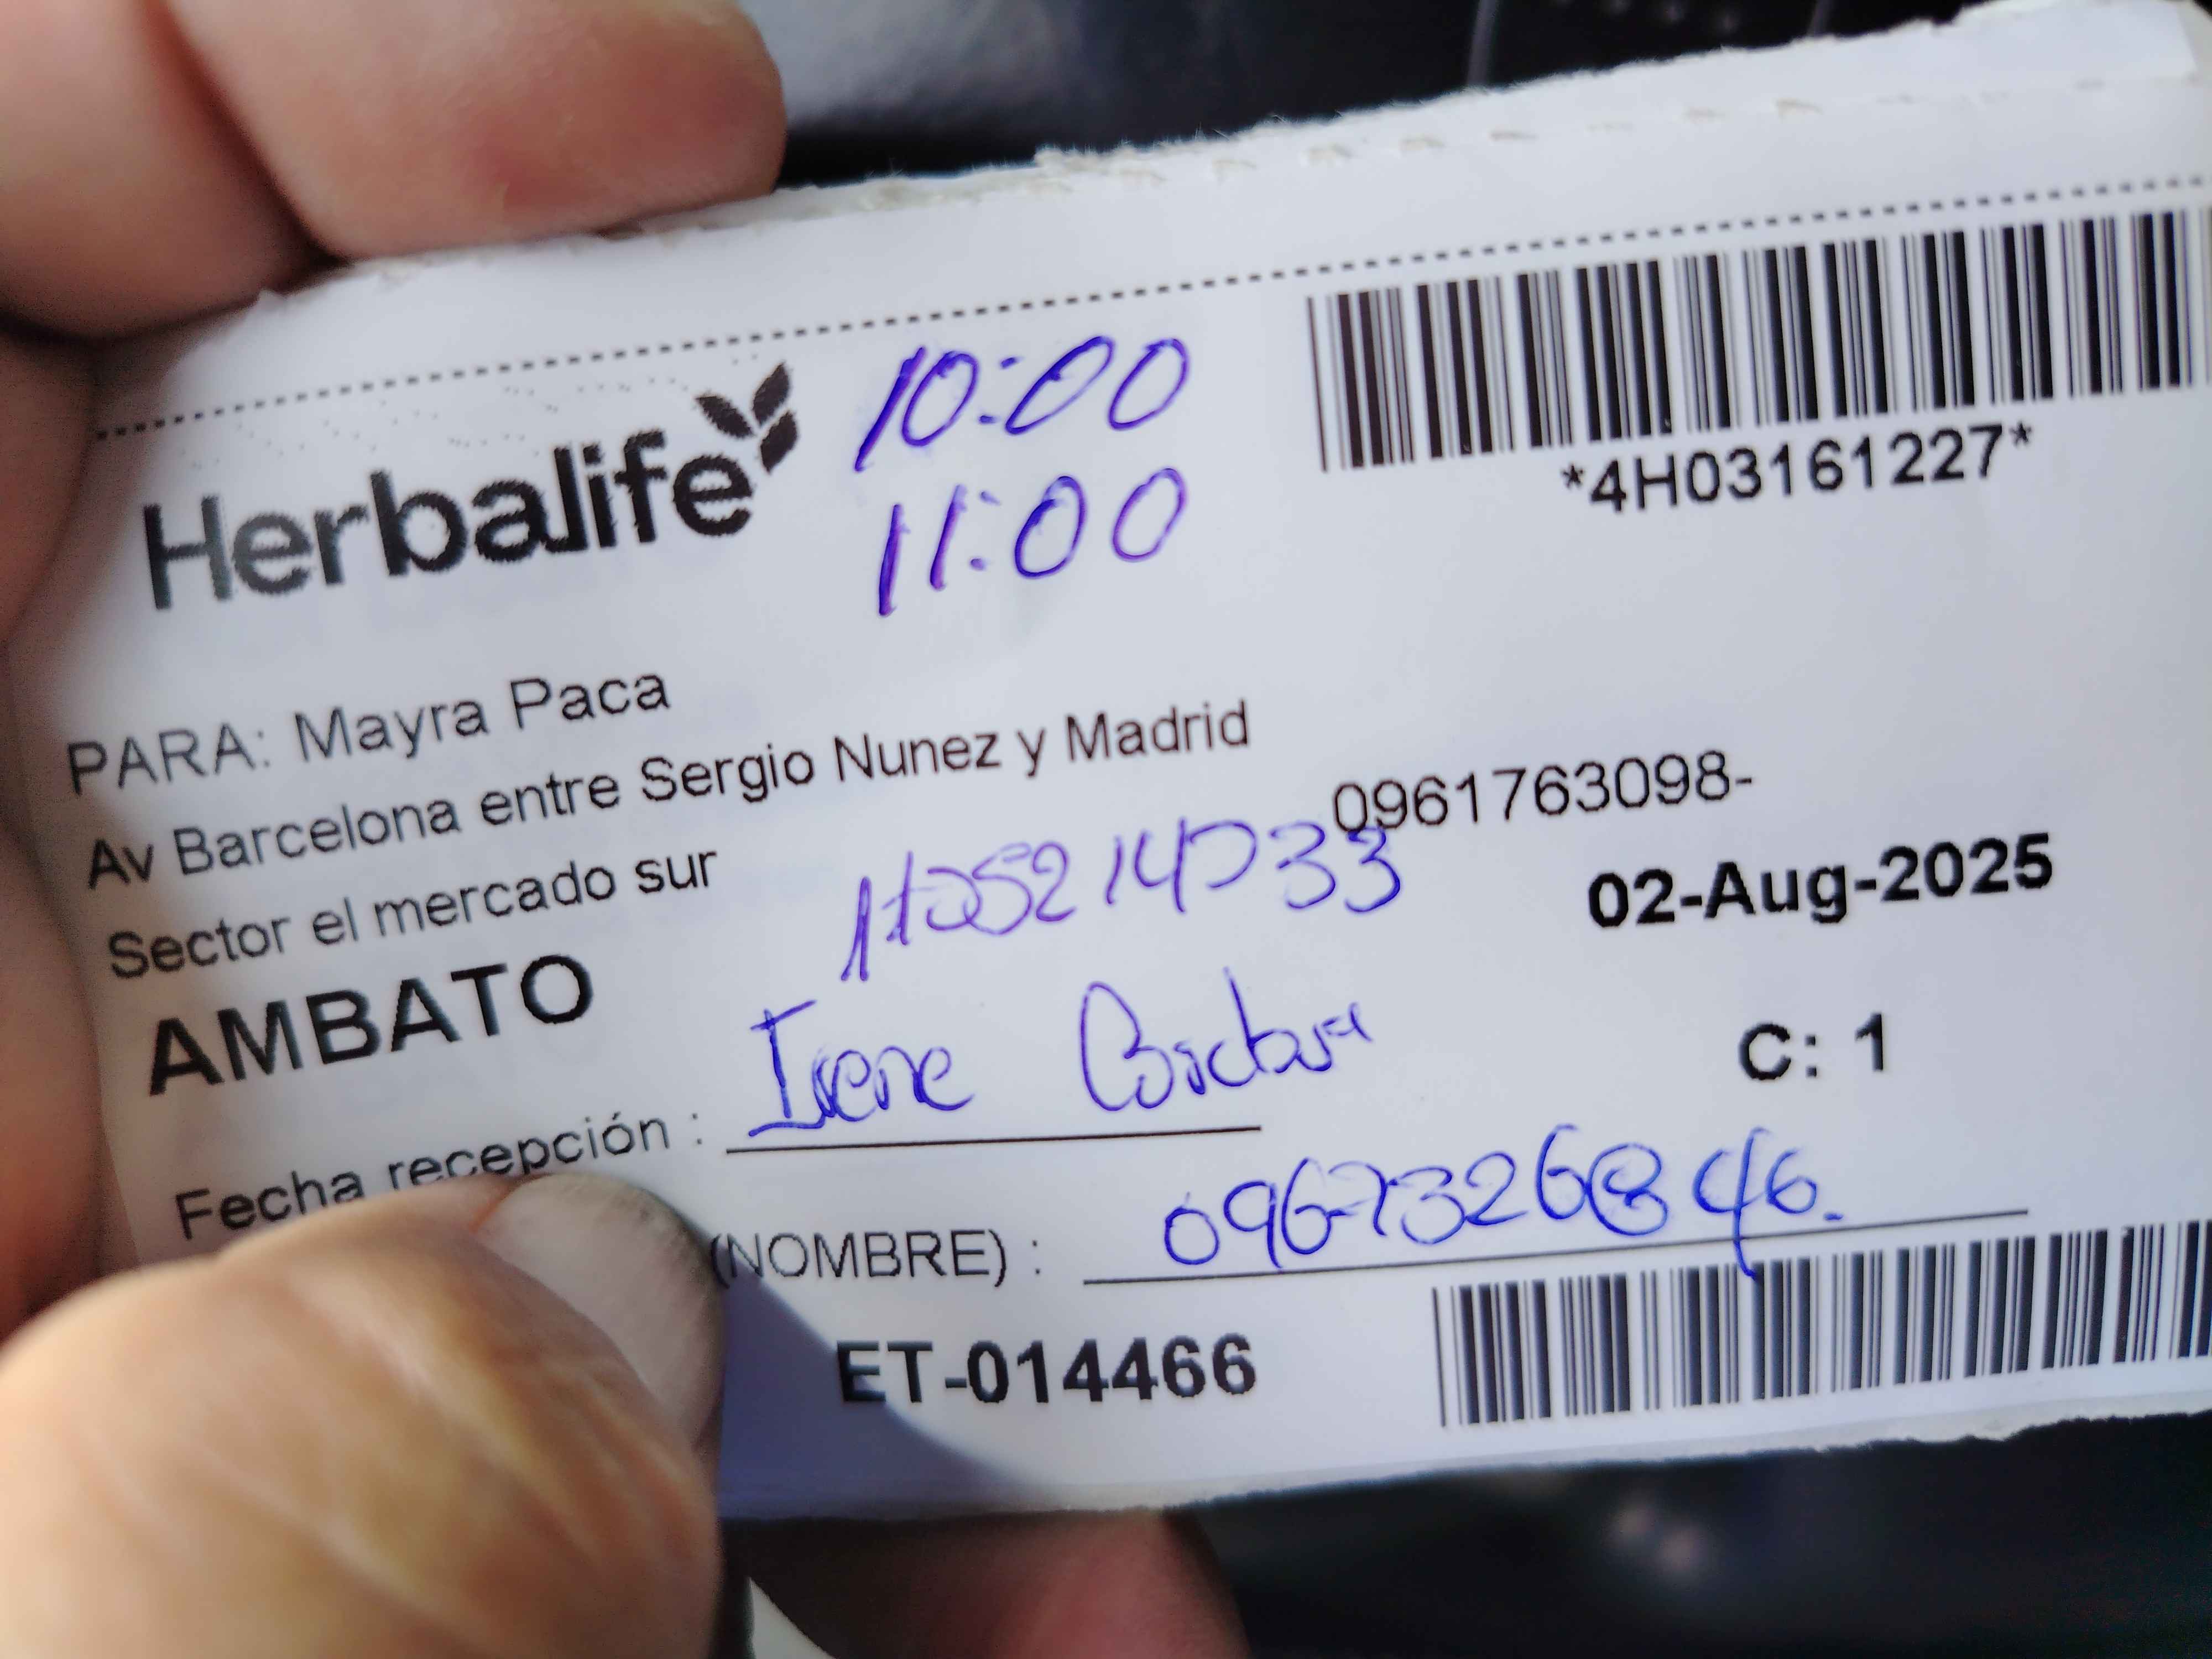 Herbalife
10:00
11:00
*4H03161227*
PARA: Mayra Paca
Av Barcelona entre Sergio Nunez y Madrid
0961763098-
Sector el mercado sur
02-Aug-2025
AMBATO
C: 1
Fecha recepción : Irene
(NOMBRE) :
ET-014466